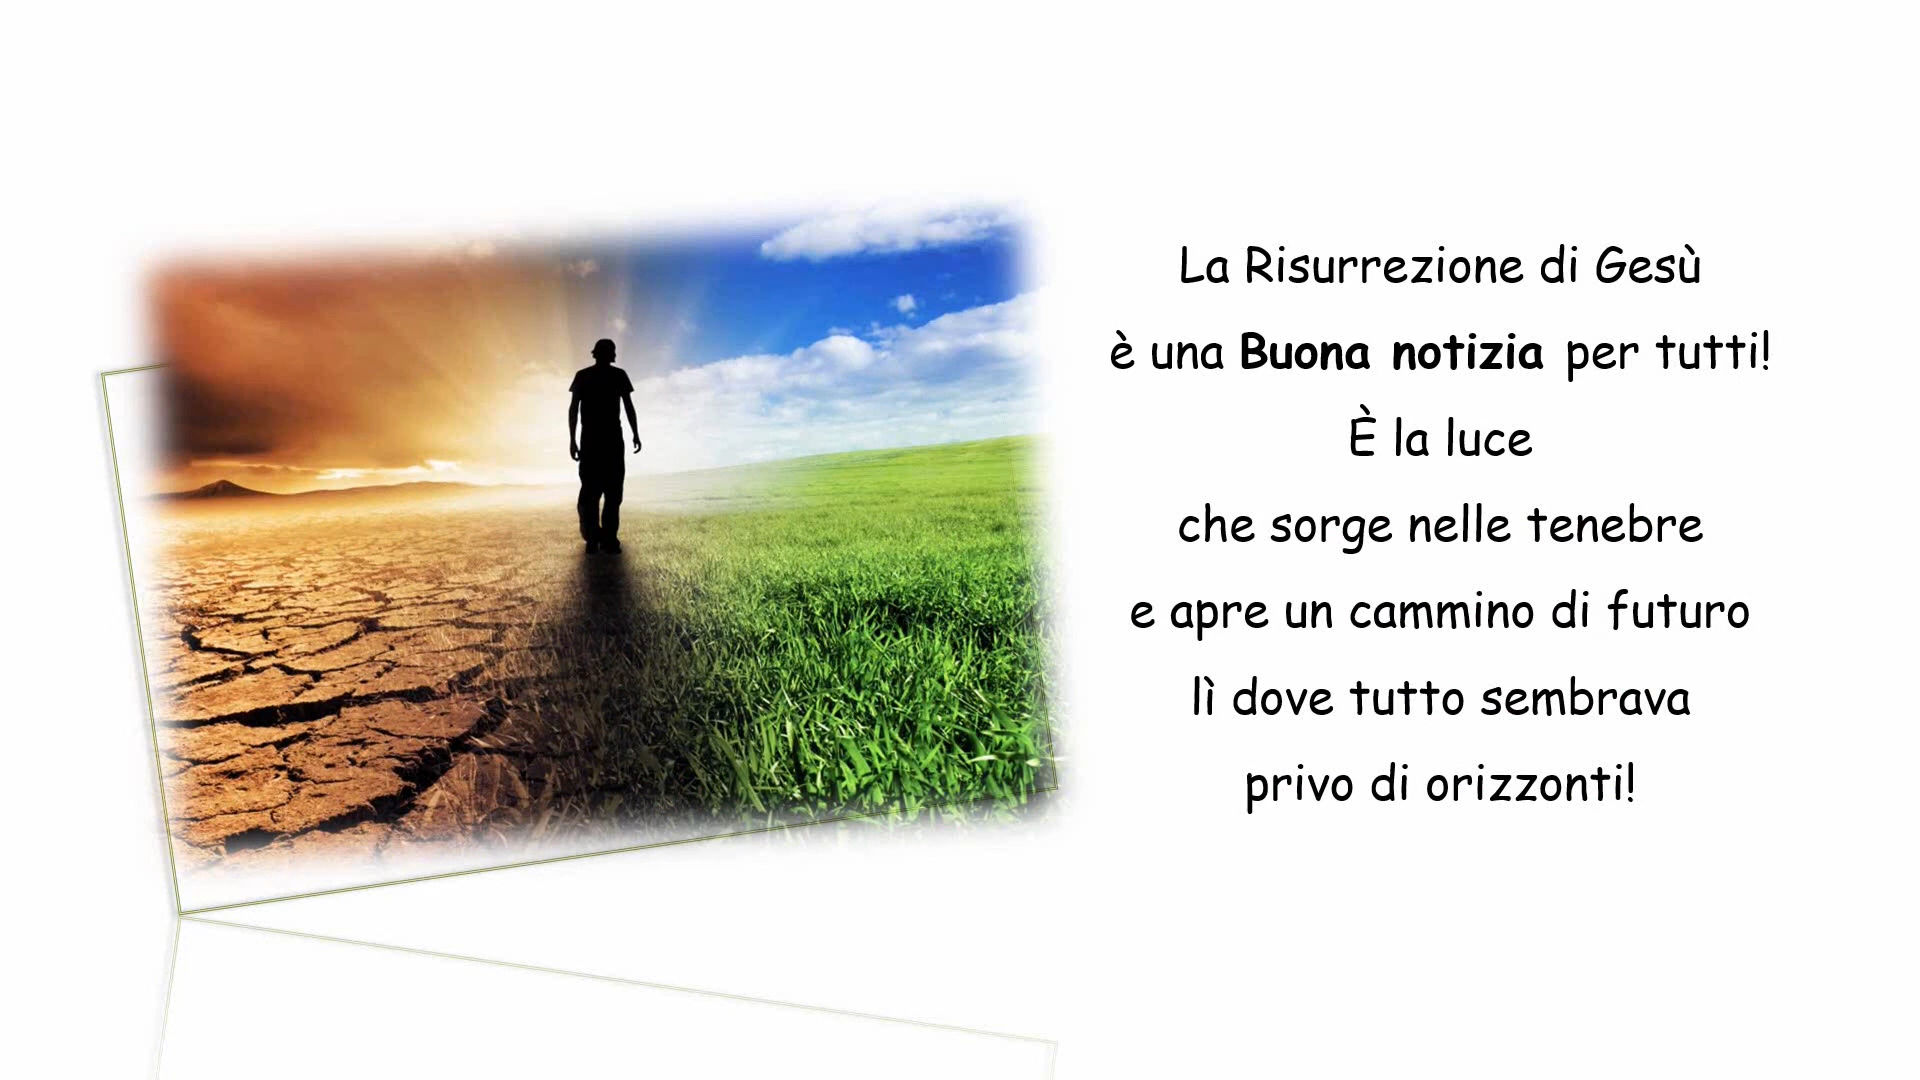 La Risurrezione di Gesù
è una Buona notizia per tutti!
È la luce
che sorge nelle tenebre
e apre un cammino di futuro
lì dove tutto sembrava
privo di orizzonti!